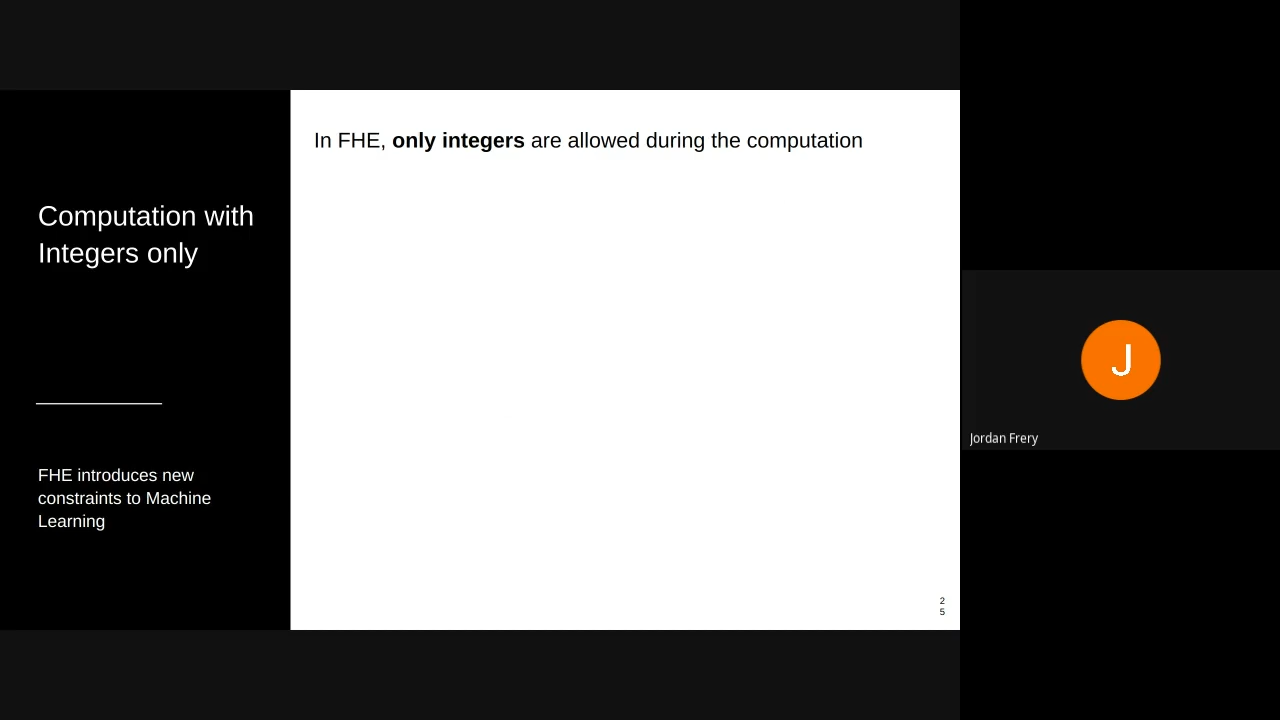 Computation with
Integers only
FHE introduces new
constraints to Machine
Learning
In FHE, only integers are allowed during the computation
2
5
J
Jordan Frery